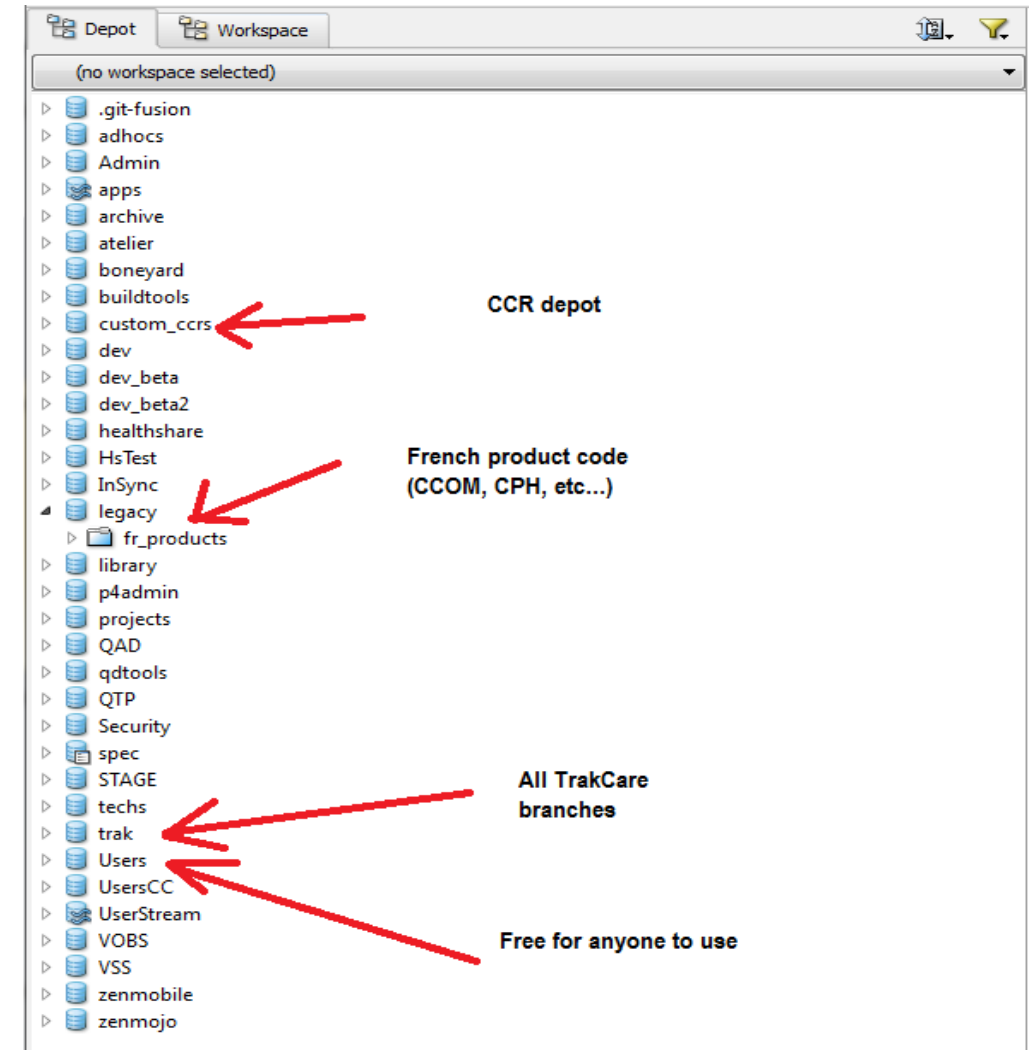 Depot Workspace
(no workspace selected)
.git-fusion
adhocs
Admin
apps
archive
atelier
boneyard
buildtools
CCR depot
custom_ccrs
dev
dev_beta
dev_beta2
healthshare
French product code
HsTest
(CCOM, CPH, etc...)
InSync
legacy
fr_products
library
p4admin
projects
QAD
qdtools
QTP
Security
spec
All TrakCare
STAGE
branches
techs
trak
Users
UsersCC
UserStream
Free for anyone to use
VOBS
VSS
zenmobile
zenmojo